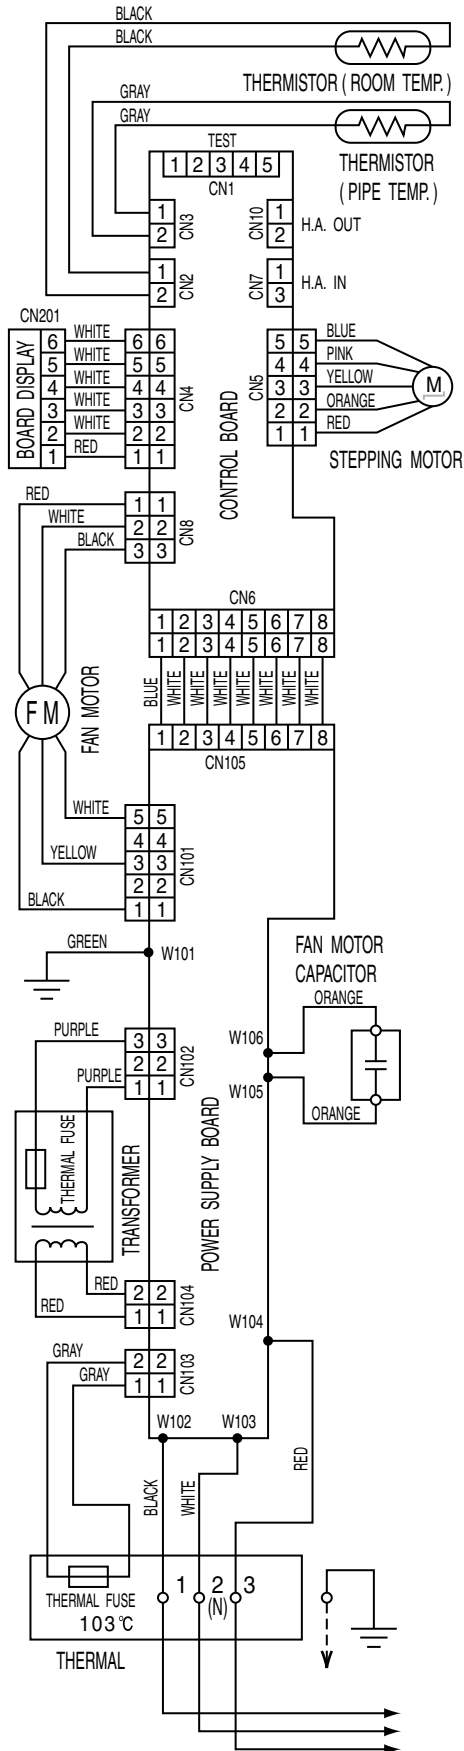 BLACK
BLACK
THERMISTOR ( ROOM TEMP. )
GRAY
GRAY
THERMISTOR
( PIPE TEMP. )
TEST
1 2 3 4 5
CN1
1
2
CN3
CN10
1
2
H.A. OUT
1
2
CN2
CN7
1
3
H.A. IN
CN201
BOARD DISPLAY
6 WHITE 6 6
5 WHITE 5 5
4 WHITE 4 4
3 WHITE 3 3
2 WHITE 2 2
1 RED 1 1
CN4
CONTROL BOARD
CN5
5 5 BLUE
4 4 PINK
3 3 YELLOW
2 2 ORANGE
1 1 RED
M
STEPPING MOTOR
RED 1 1
WHITE 2 2
BLACK 3 3
CN8
CN6
1 2 3 4 5 6 7 8
1 2 3 4 5 6 7 8
BLUE
WHITE
WHITE
WHITE
WHITE
WHITE
WHITE
WHITE
1 2 3 4 5 6 7 8
CN105
FM
FAN MOTOR
WHITE 5 5
4 4
YELLOW 3 3
2 2
BLACK 1 1
CN101
GREEN
W101
FAN MOTOR
CAPACITOR
ORANGE
W106
W105
ORANGE
PURPLE 3 3
2 2
PURPLE 1 1
CN102
THERMAL FUSE
TRANSFORMER
POWER SUPPLY BOARD
RED 2 2
RED 1 1
CN104
W104
GRAY 2 2
GRAY 1 1
CN103
W102
W103
BLACK
WHITE
RED
THERMAL FUSE
103℃
1 2 3
(N)
THERMAL